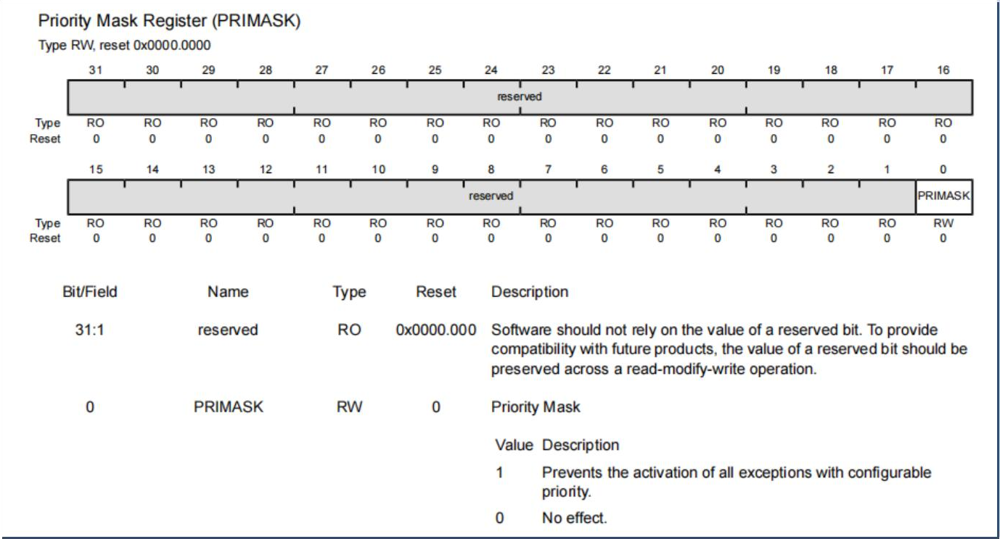 Priority Mask Register (PRIMASK)
Type RW, reset 0x0000.0000
31 30 29 28 27 26 25 24 23 22 21 20 19 18 17 16
reserved
Type RO RO RO RO RO RO RO RO RO RO RO RO RO RO RO RO
Reset 0 0 0 0 0 0 0 0 0 0 0 0 0 0 0 0
15 14 13 12 11 10 9 8 7 6 5 4 3 2 1 0
reserved PRIMASK
Type RO RO RO RO RO RO RO RO RO RO RO RO RO RO RO RW
Reset 0 0 0 0 0 0 0 0 0 0 0 0 0 0 0 0
Bit/Field Name Type Reset Description
31:1 reserved RO 0x0000.000 Software should not rely on the value of a reserved bit. To provide
compatibility with future products, the value of a reserved bit should be
preserved across a read-modify-write operation.
0 PRIMASK RW 0 Priority Mask
Value Description
1 Prevents the activation of all exceptions with configurable
priority.
0 No effect.